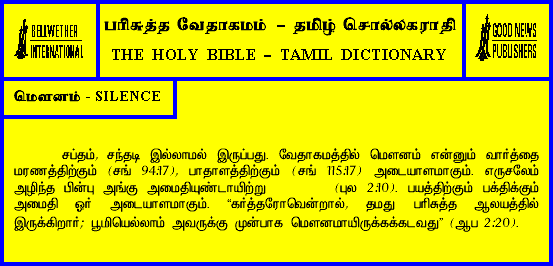 BELLWETHER
INTERNATIONAL
பரிசுத்த வேதாகமம் – தமிழ் சொல்லகராதி
THE HOLY BIBLE – TAMIL DICTIONARY
GOOD NEWS
PUBLISHERS
மௌனம் - SILENCE
சப்தம், சந்தடி இல்லாமல் இருப்பது. வேதாகமத்தில் மௌனம் என்னும் வார்த்தை
மரணத்திற்கும் (சங் 94:17), பாதாளத்திற்கும் (சங் 115:17) அடையாளமாகும். எருசலேம்
அழிந்த பின்பு அங்கு அமைதியுண்டாயிற்று (புல 2:10). பயத்திற்கும் பக்திக்கும்
அமைதி ஓர் அடையாளமாகும். “கர்த்தரோவென்றால், தமது பரிசுத்த ஆலயத்தில்
இருக்கிறார்; பூமியெல்லாம் அவருக்கு முன்பாக மௌனமாயிருக்கக்கடவது” (ஆப 2:20).